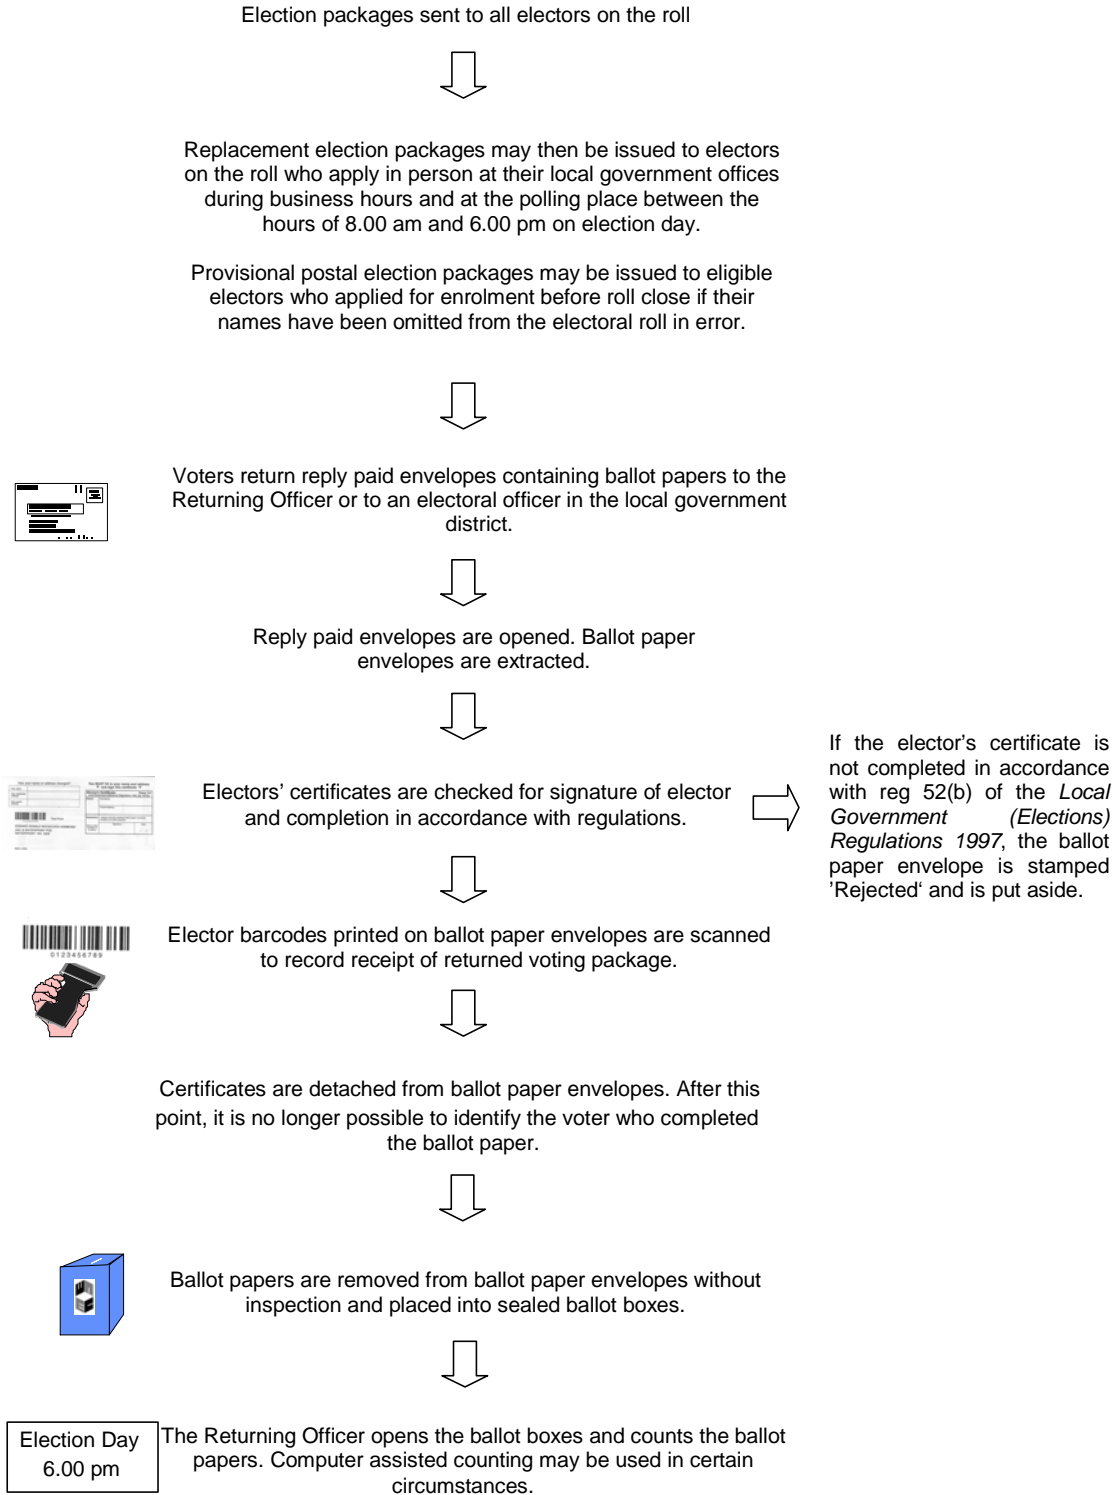 Election packages sent to all electors on the roll
Replacement election packages may then be issued to electors
on the roll who apply in person at their local government offices
during business hours and at the polling place between the
hours of 8.00 am and 6.00 pm on election day.
Provisional postal election packages may be issued to eligible
electors who applied for enrolment before roll close if their
names have been omitted from the electoral roll in error.
Voters return reply paid envelopes containing ballot papers to the
Returning Officer or to an electoral officer in the local government
district.
Reply paid envelopes are opened. Ballot paper
envelopes are extracted.
Electors’ certificates are checked for signature of elector
and completion in accordance with regulations.
If the elector’s certificate is
not completed in accordance
with reg 52(b) of the Local
Government (Elections)
Regulations 1997, the ballot
paper envelope is stamped
’Rejected‘ and is put aside.
0123456789
Elector barcodes printed on ballot paper envelopes are scanned
to record receipt of returned voting package.
Certificates are detached from ballot paper envelopes. After this
point, it is no longer possible to identify the voter who completed
the ballot paper.
Ballot papers are removed from ballot paper envelopes without
inspection and placed into sealed ballot boxes.
Election Day
6.00 pm
The Returning Officer opens the ballot boxes and counts the ballot
papers. Computer assisted counting may be used in certain
circumstances.